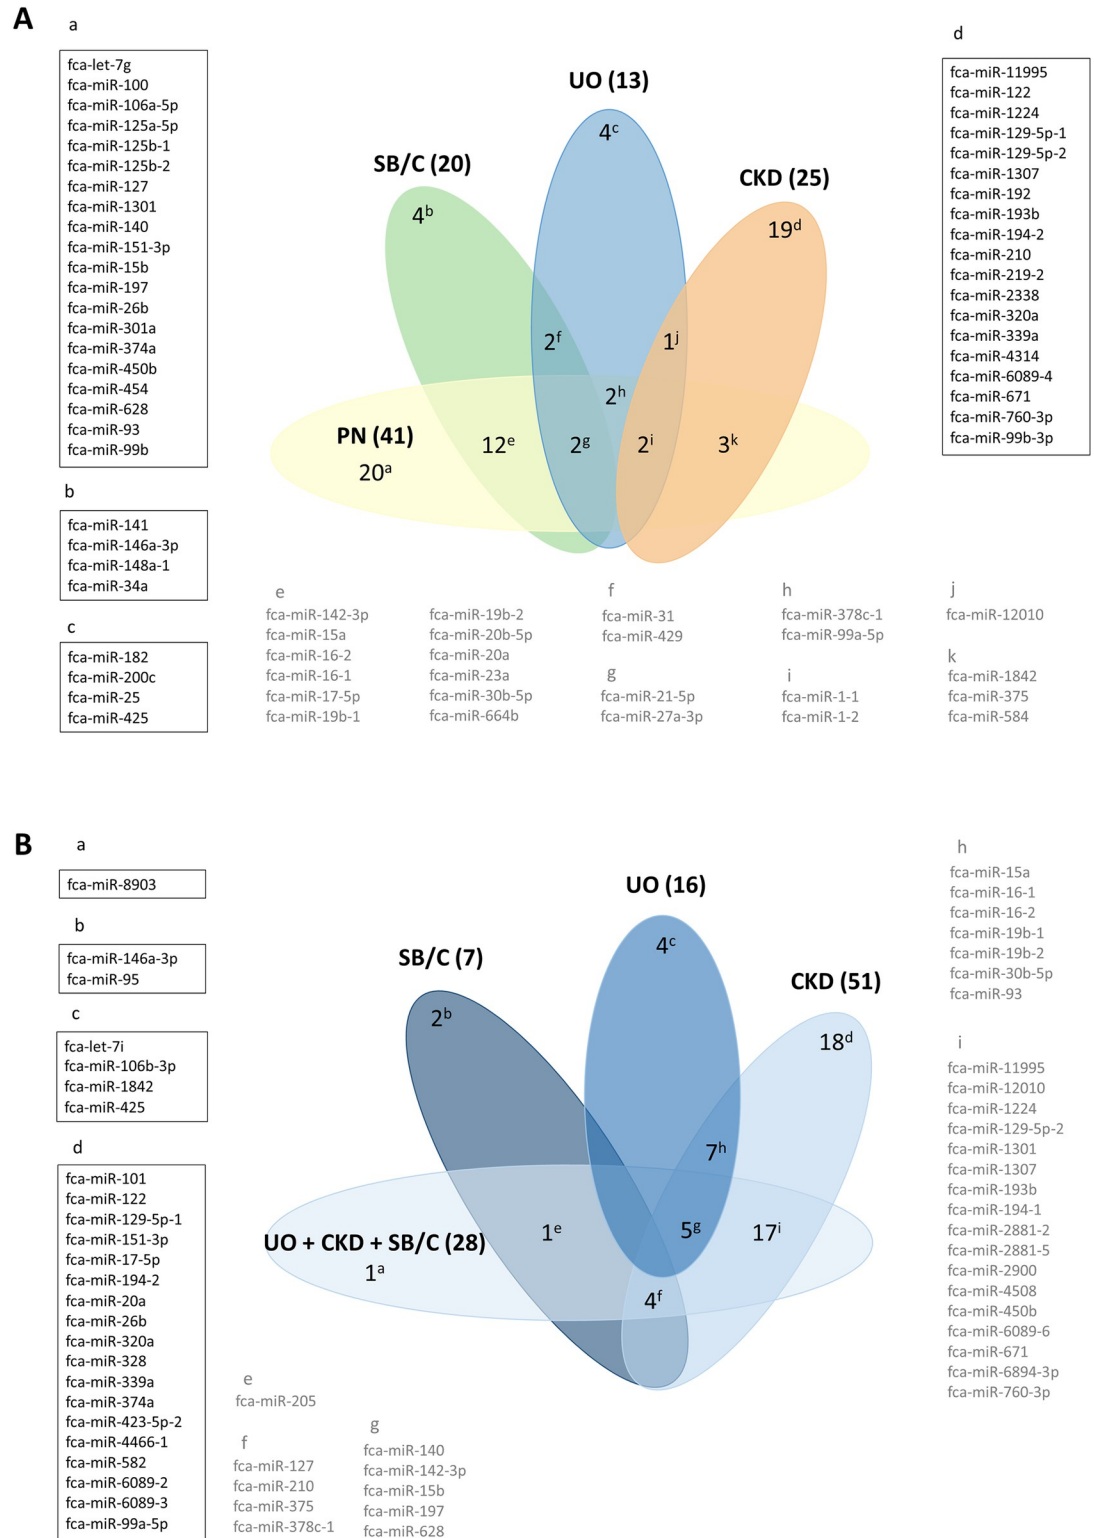 A
a
fca-let-7g
fca-miR-100
fca-miR-106a-5p
fca-miR-125a-5p
fca-miR-125b-1
fca-miR-125b-2
fca-miR-127
fca-miR-1301
fca-miR-140
fca-miR-151-3p
fca-miR-15b
fca-miR-197
fca-miR-26b
fca-miR-301a
fca-miR-374a
fca-miR-450b
fca-miR-454
fca-miR-628
fca-miR-93
fca-miR-99b
b
fca-miR-141
fca-miR-146a-3p
fca-miR-148a-1
fca-miR-34a
c
fca-miR-182
fca-miR-200c
fca-miR-25
fca-miR-425
UO (13)
4c
SB/C (20)
4b
CKD (25)
19d
2f
1j
2h
PN (41)
20a
12e
2g
2i
3k
d
fca-miR-11995
fca-miR-122
fca-miR-1224
fca-miR-129-5p-1
fca-miR-129-5p-2
fca-miR-1307
fca-miR-192
fca-miR-193b
fca-miR-194-2
fca-miR-210
fca-miR-219-2
fca-miR-2338
fca-miR-320a
fca-miR-339a
fca-miR-4314
fca-miR-6089-4
fca-miR-671
fca-miR-760-3p
fca-miR-99b-3p
e
fca-miR-142-3p
fca-miR-15a
fca-miR-16-2
fca-miR-16-1
fca-miR-17-5p
fca-miR-19b-1
fca-miR-19b-2
fca-miR-20b-5p
fca-miR-20a
fca-miR-23a
fca-miR-30b-5p
fca-miR-664b
f
fca-miR-31
fca-miR-429
g
fca-miR-21-5p
fca-miR-27a-3p
h
fca-miR-378c-1
fca-miR-99a-5p
i
fca-miR-1-1
fca-miR-1-2
j
fca-miR-12010
k
fca-miR-1842
fca-miR-375
fca-miR-584
B
a
fca-miR-8903
b
fca-miR-146a-3p
fca-miR-95
c
fca-let-7i
fca-miR-106b-3p
fca-miR-1842
fca-miR-425
d
fca-miR-101
fca-miR-122
fca-miR-129-5p-1
fca-miR-151-3p
fca-miR-17-5p
fca-miR-194-2
fca-miR-20a
fca-miR-26b
fca-miR-320a
fca-miR-328
fca-miR-339a
fca-miR-374a
fca-miR-423-5p-2
fca-miR-4466-1
fca-miR-582
fca-miR-6089-2
fca-miR-6089-3
fca-miR-99a-5p
UO (16)
4c
SB/C (7)
2b
CKD (51)
18d
7h
UO + CKD + SB/C (28)
1a
1e
5g
17i
4f
e
fca-miR-205
f
fca-miR-127
fca-miR-210
fca-miR-375
fca-miR-378c-1
g
fca-miR-140
fca-miR-142-3p
fca-miR-15b
fca-miR-197
fca-miR-628
h
fca-miR-15a
fca-miR-16-1
fca-miR-16-2
fca-miR-19b-1
fca-miR-19b-2
fca-miR-30b-5p
fca-miR-93
i
fca-miR-11995
fca-miR-12010
fca-miR-1224
fca-miR-129-5p-2
fca-miR-1301
fca-miR-1307
fca-miR-193b
fca-miR-194-1
fca-miR-2881-2
fca-miR-2881-5
fca-miR-2900
fca-miR-4508
fca-miR-450b
fca-miR-6089-6
fca-miR-671
fca-miR-6894-3p
fca-miR-760-3p